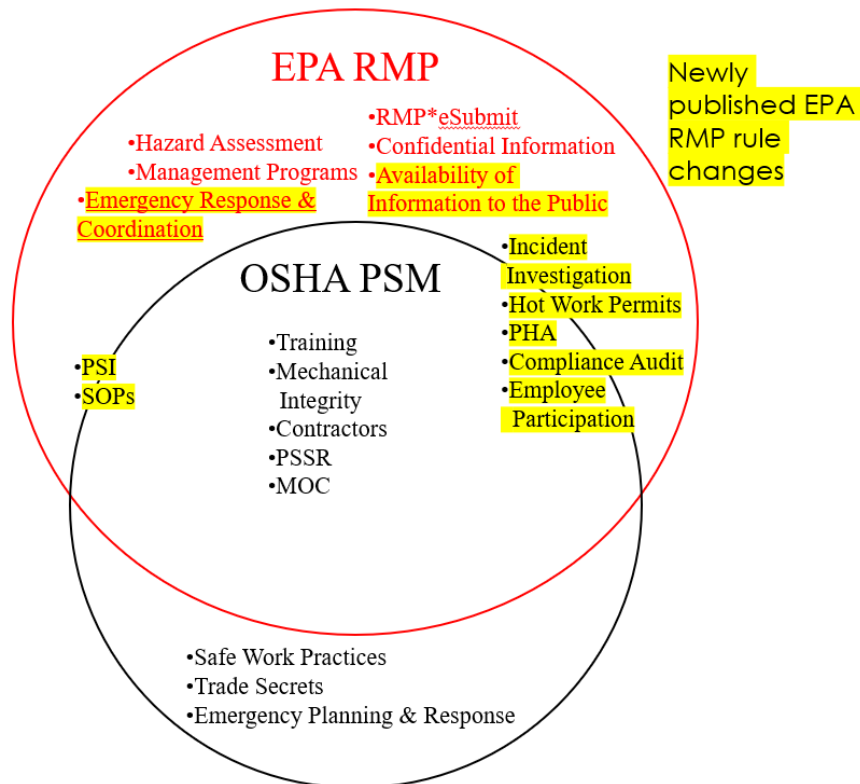 EPA RMP
Newly
published EPA
RMP rule
changes
•Hazard Assessment
•Management Programs
•Emergency Response &
Coordination
•RMP*eSubmit
•Confidential Information
•Availability of
Information to the Public
OSHA PSM
•Incident
Investigation
•Hot Work Permits
•PHA
•Compliance Audit
•Employee
Participation
•PSI
•SOPs
•Training
•Mechanical
Integrity
•Contractors
•PSSR
•MOC
•Safe Work Practices
•Trade Secrets
•Emergency Planning & Response